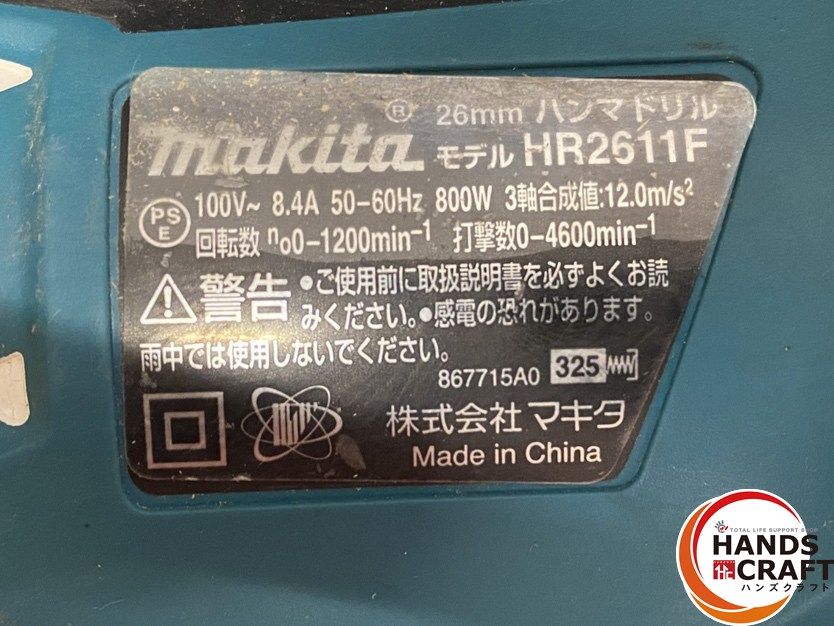 makita® 26mm ハンマドリル
モデル HR2611F
PSE 100V~ 8.4A 50-60Hz 800W 3軸合成値:12.0m/s²
回転数 no0-1200min⁻¹ 打撃数0-4600min⁻¹
警告 •ご使用前に取扱説明書を必ずよくお読
みください。•感電の恐れがあります。
雨中では使用しないでください。
867715A0 325
株式会社 マキタ
Made in China
TOTAL LIFE SUPPORT SHOP
HANDS
CRAFT
ハンズクラフト